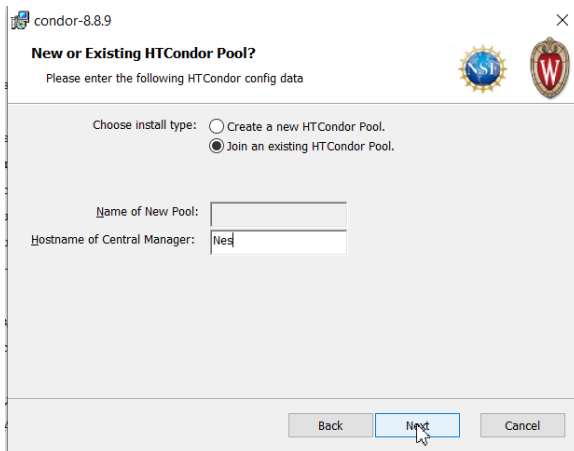 condor-8.8.9
New or Existing HTCondor Pool?
Please enter the following HTCondor config data
NSF
W
Choose install type:
Create a new HTCondor Pool.
Join an existing HTCondor Pool.
Name of New Pool:
Hostname of Central Manager: Nes
Back Next Cancel